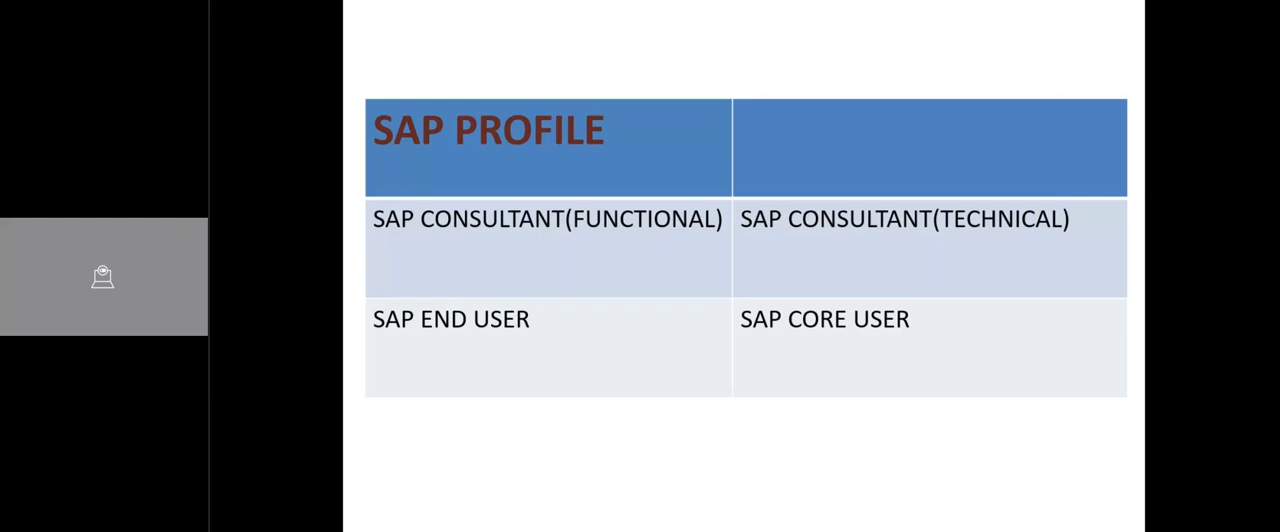 SAP PROFILE
SAP CONSULTANT(FUNCTIONAL) SAP CONSULTANT(TECHNICAL)
SAP END USER SAP CORE USER